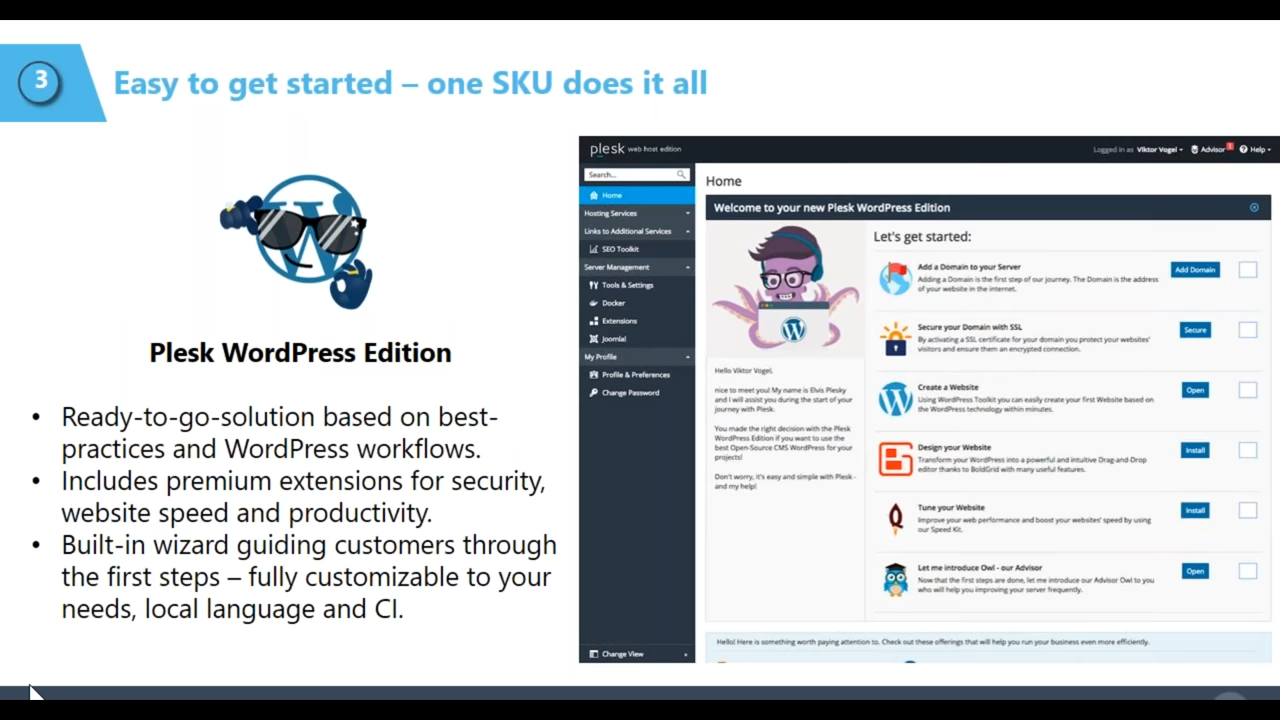 3
Easy to get started – one SKU does it all
Plesk WordPress Edition
• Ready-to-go-solution based on best-
practices and WordPress workflows.
• Includes premium extensions for security,
website speed and productivity.
• Built-in wizard guiding customers through
the first steps – fully customizable to your
needs, local language and CI.
plesk web host edition
Logged in as Viktor Vogel
Advisor
Help
Search...
Home
Hosting Services
Links to Additional Services
SEO Toolkit
Server Management
Tools & Settings
Docker
Extensions
Joomla!
My Profile
Profile & Preferences
Change Password
Change View
Home
Welcome to your new Plesk WordPress Edition
Hello Viktor Vogel,
nice to meet you! My name is Elvis Plesky
and I will assist you during the start of your
journey with Plesk.
You made the right decision with the Plesk
WordPress Edition if you want to use the
best Open-Source CMS WordPress for your
projects!
Don't worry, it's easy and simple with Plesk -
and my help!
Let's get started:
Add a Domain to your Server
Adding a Domain is the first step of our journey. The Domain is the address
of your website in the internet.
Add Domain
Secure your Domain with SSL
By activating a SSL certificate for your domain you protect your websites'
visitors and ensure them an encrypted connection.
Secure
Create a Website
Using WordPress Toolkit you can easily create your first Website based on
the WordPress technology within minutes.
Open
Design your Website
Transform your WordPress into a powerful and intuitive Drag-and-Drop
editor thanks to BoldGrid with many useful features.
Install
Tune your Website
Improve your web performance and boost your websites' speed by using
our Speed Kit.
Install
Let me introduce Owl - our Advisor
Now that the first steps are done, let me introduce our Advisor Owl to you
who will help you improving your server frequently.
Open
Hello! Here is something worth paying attention to. Check out these offerings that will help you run your business even more efficiently.